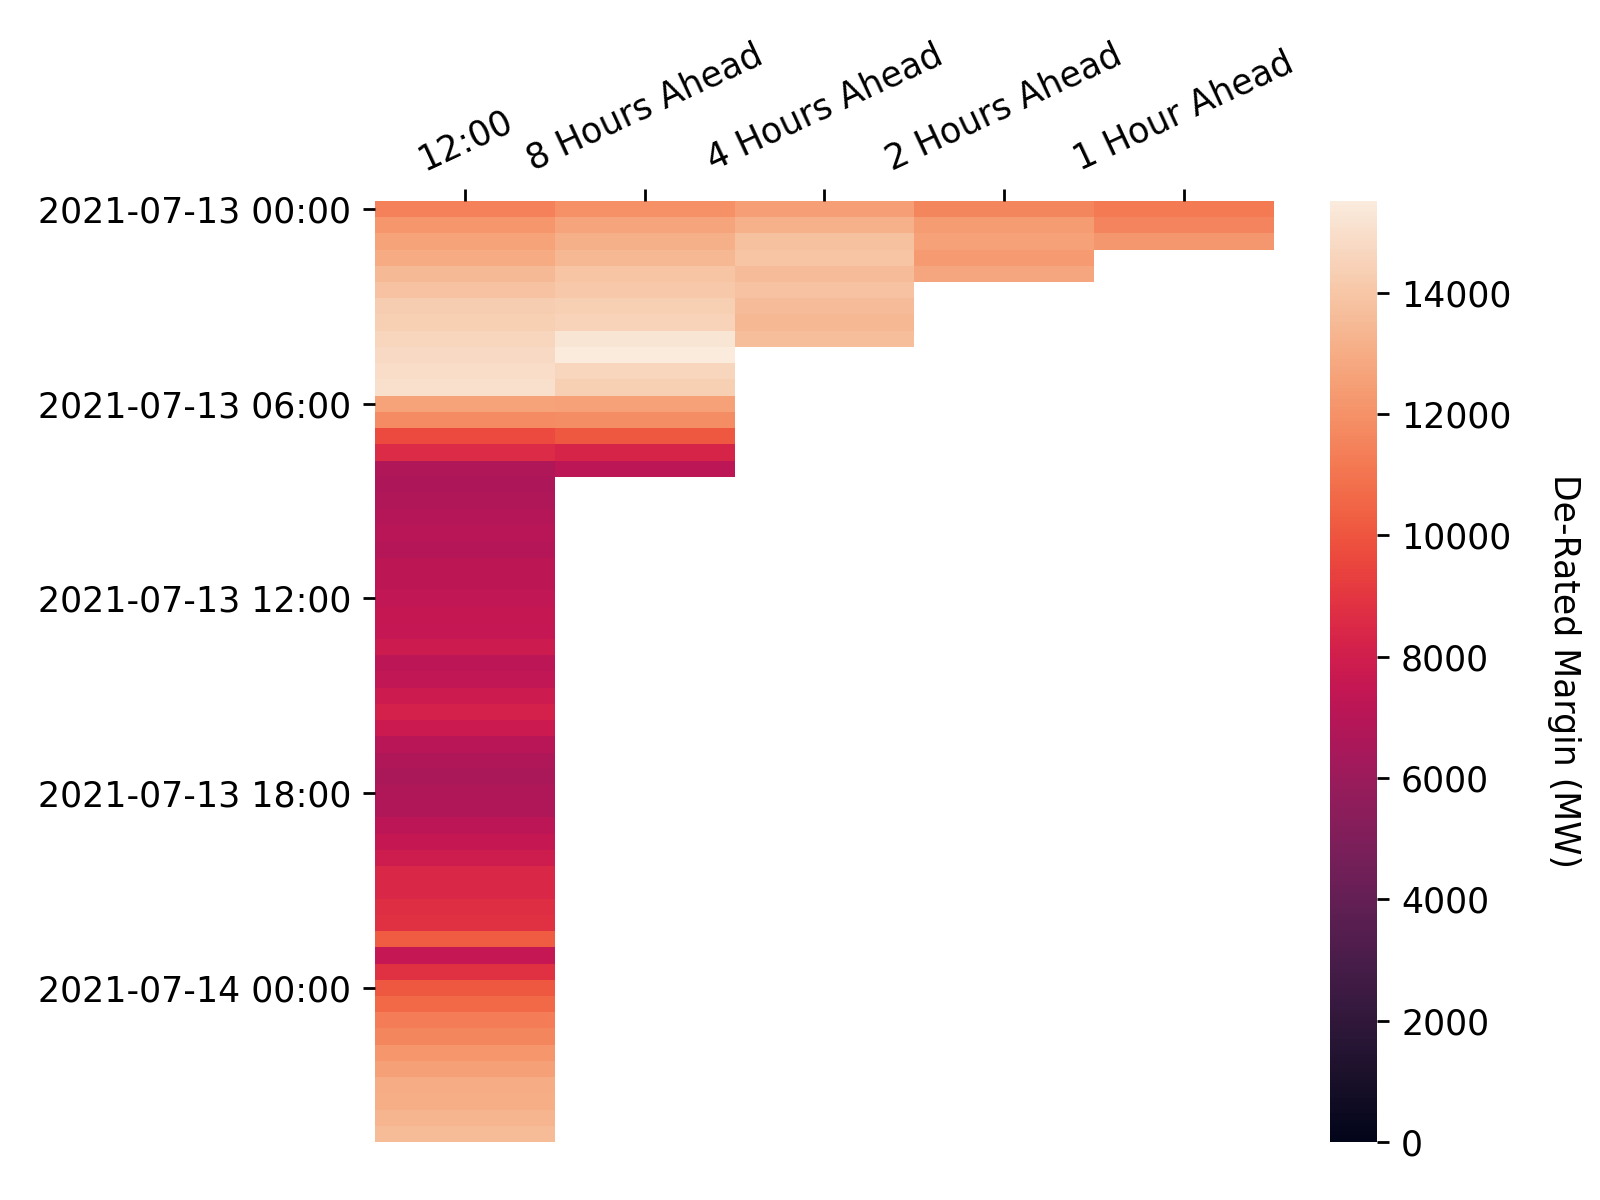 12:00
8 Hours Ahead
4 Hours Ahead
2 Hours Ahead
1 Hour Ahead
2021-07-13 00:00
2021-07-13 06:00
2021-07-13 12:00
2021-07-13 18:00
2021-07-14 00:00
14000
12000
10000
8000
6000
4000
2000
0
De-Rated Margin (MW)